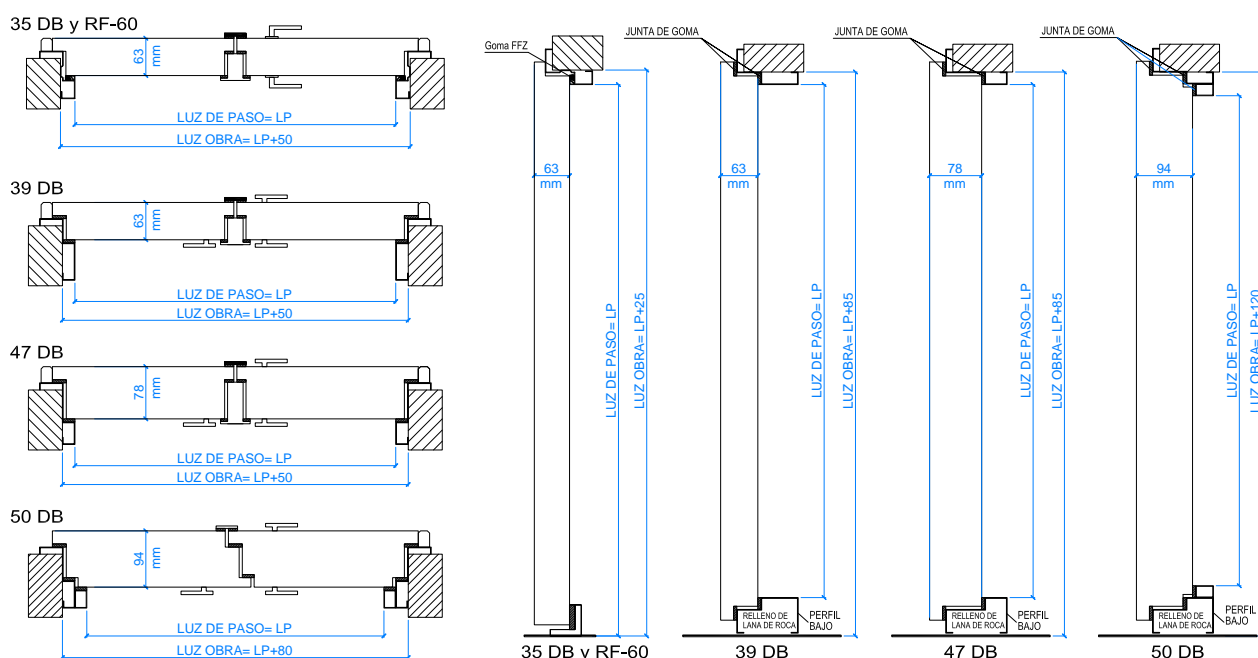 35 DB y RF-60
63
mm
LUZ DE PASO= LP
LUZ OBRA= LP+50
39 DB
63
mm
LUZ DE PASO= LP
LUZ OBRA= LP+50
47 DB
78
mm
LUZ DE PASO= LP
LUZ OBRA= LP+50
50 DB
94
mm
LUZ DE PASO= LP
LUZ OBRA= LP+80
Goma FFZ
63
mm
LUZ DE PASO= LP
LUZ OBRA= LP+25
35 DB y RF-60
JUNTA DE GOMA
63
mm
LUZ DE PASO= LP
LUZ OBRA= LP+85
RELLENO DE
LANA DE ROCA
PERFIL
BAJO
39 DB
JUNTA DE GOMA
78
mm
LUZ DE PASO= LP
LUZ OBRA= LP+85
RELLENO DE
LANA DE ROCA
PERFIL
BAJO
47 DB
JUNTA DE GOMA
94
mm
LUZ DE PASO= LP
LUZ OBRA= LP+120
RELLENO DE
LANA DE ROCA
PERFIL
BAJO
50 DB